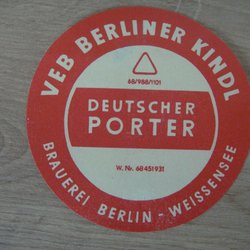 VEB BERLINER KINDL
68/988/1101
DEUTSCHER
PORTER
W. Nr. 68451931
BRAUEREI BERLIN - WEISSENSEE